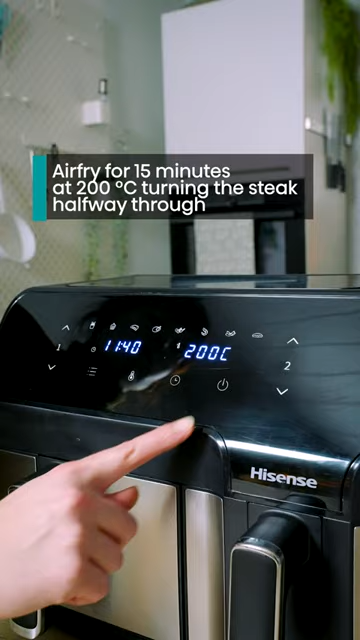 Airfry for 15 minutes
at 200 °C turning the steak
halfway through
11:40
200C
1
2
Hisense